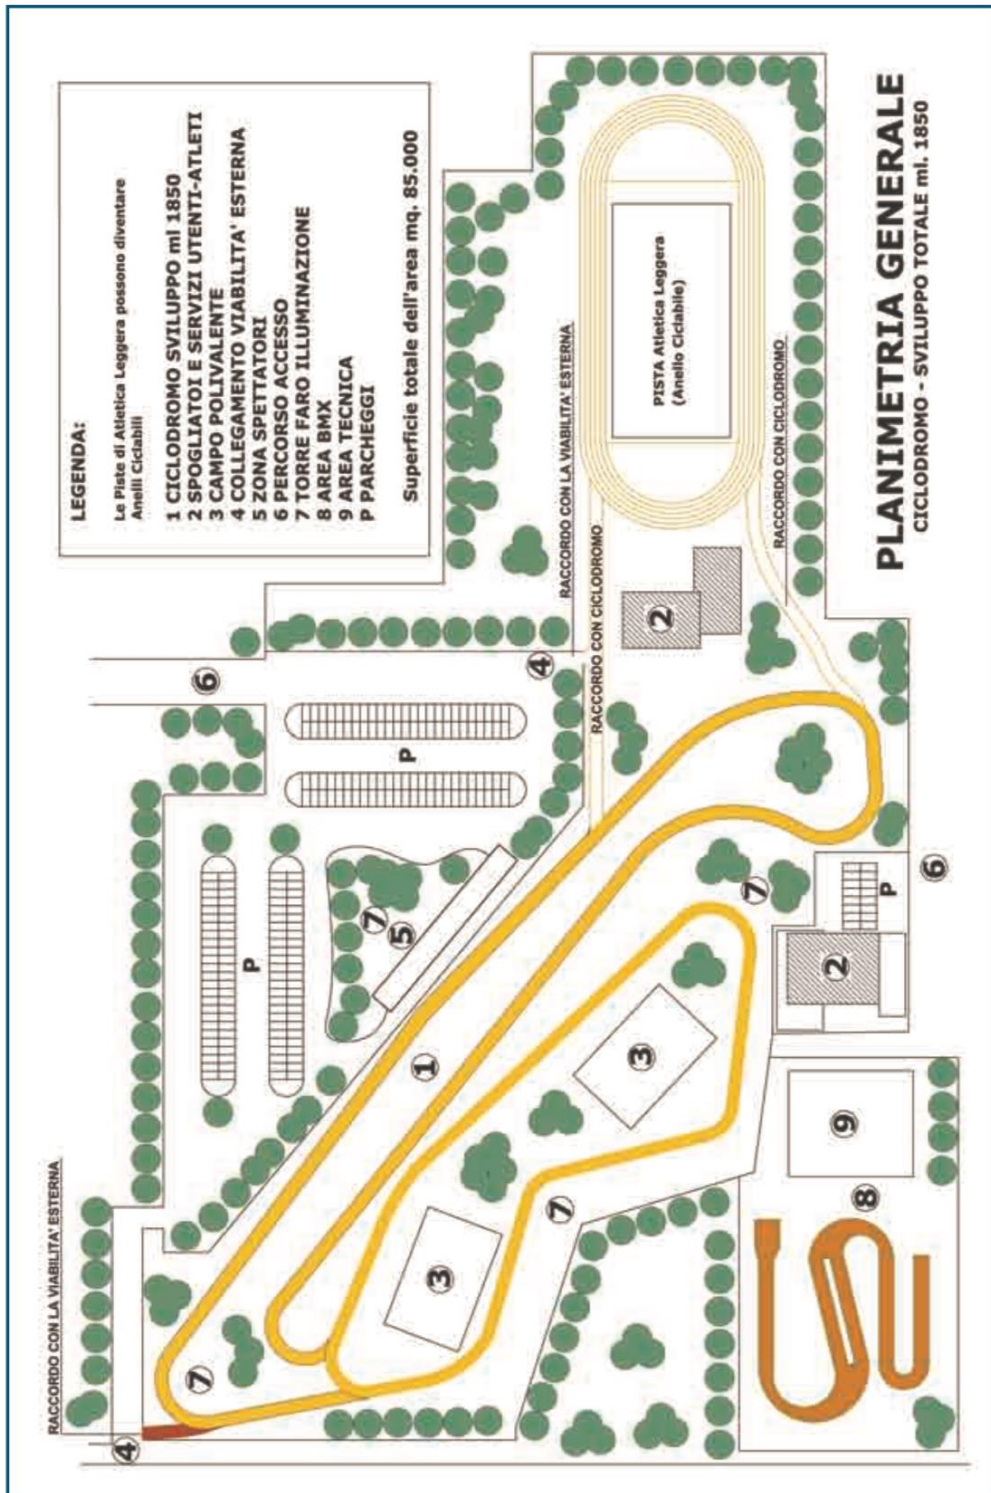 LEGENDA:
Le Piste di Atletica Leggera possono diventare
Anelli Ciclabili
1 CICLODROMO SVILUPPO ml 1850
2 SPOGLIATOI E SERVIZI UTENTI-ATLETI
3 CAMPO POLIVALENTE
4 COLLEGAMENTO VIABILITA' ESTERNA
5 ZONA SPETTATORI
6 PERCORSO ACCESSO
7 TORRE FARO ILLUMINAZIONE
8 AREA BMX
9 AREA TECNICA
P PARCHEGGI
Superficie totale dell'area mq. 85.000
RACCORDO CON LA VIABILITA' ESTERNA
4
7
6
P
P
7
5
4
1
3
3
7
7
RACCORDO CON LA VIABILITA' ESTERNA
RACCORDO CON CICLODROMO
2
PISTA Atletica Leggera
(Anello Ciclabile)
RACCORDO CON CICLODROMO
8
9
2
P
6
PLANIMETRIA GENERALE
CICLODROMO - SVILUPPO TOTALE ml. 1850